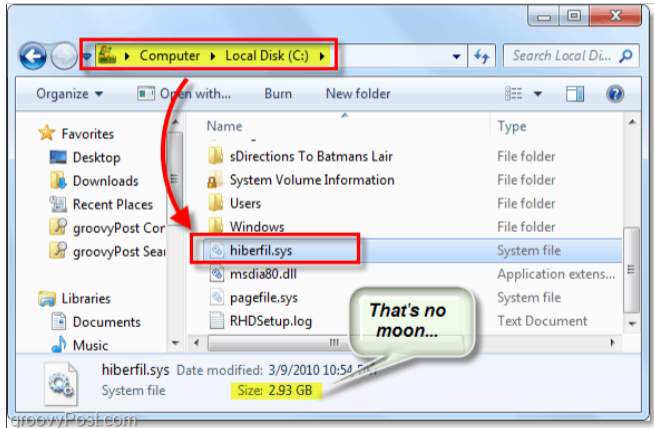 Computer ▸ Local Disk (C:) ▸
Search Local Di...
Organize
Open with...
Burn
New folder
Favorites
Desktop
Downloads
Recent Places
groovyPost Cor
groovyPost Sear
Libraries
Documents
Music
Name
Type
sDirections To Batmans Lair
File folder
System Volume Information
File folder
Users
File folder
Windows
File folder
hiberfil.sys
System file
msdia80.dll
Application extens...
pagefile.sys
System file
RHDSetup.log
Text Document
That's no
moon...
hiberfil.sys Date modified: 3/9/2010 10:54
System file
Size: 2.93 GB
groovyPost.com